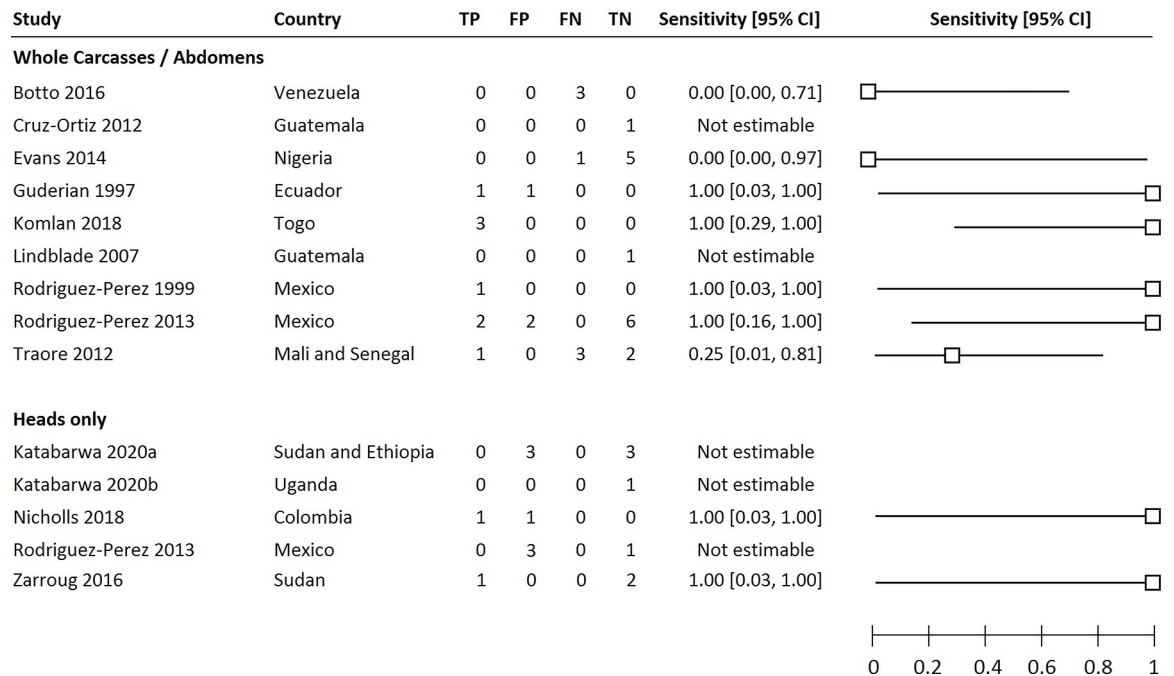 Study Country TP FP FN TN Sensitivity [95% CI] Sensitivity [95% CI]
Whole Carcasses / Abdomens
Botto 2016 Venezuela 0 0 3 0 0.00 [0.00, 0.71]
Cruz-Ortiz 2012 Guatemala 0 0 0 1 Not estimable
Evans 2014 Nigeria 0 0 1 5 0.00 [0.00, 0.97]
Guderian 1997 Ecuador 1 1 0 0 1.00 [0.03, 1.00]
Komlan 2018 Togo 3 0 0 0 1.00 [0.29, 1.00]
Lindblade 2007 Guatemala 0 0 0 1 Not estimable
Rodriguez-Perez 1999 Mexico 1 0 0 0 1.00 [0.03, 1.00]
Rodriguez-Perez 2013 Mexico 2 2 0 6 1.00 [0.16, 1.00]
Traore 2012 Mali and Senegal 1 0 3 2 0.25 [0.01, 0.81]
Heads only
Katabarwa 2020a Sudan and Ethiopia 0 3 0 3 Not estimable
Katabarwa 2020b Uganda 0 0 0 1 Not estimable
Nicholls 2018 Colombia 1 1 0 0 1.00 [0.03, 1.00]
Rodriguez-Perez 2013 Mexico 0 3 0 1 Not estimable
Zarroug 2016 Sudan 1 0 0 2 1.00 [0.03, 1.00]
0 0.2 0.4 0.6 0.8 1